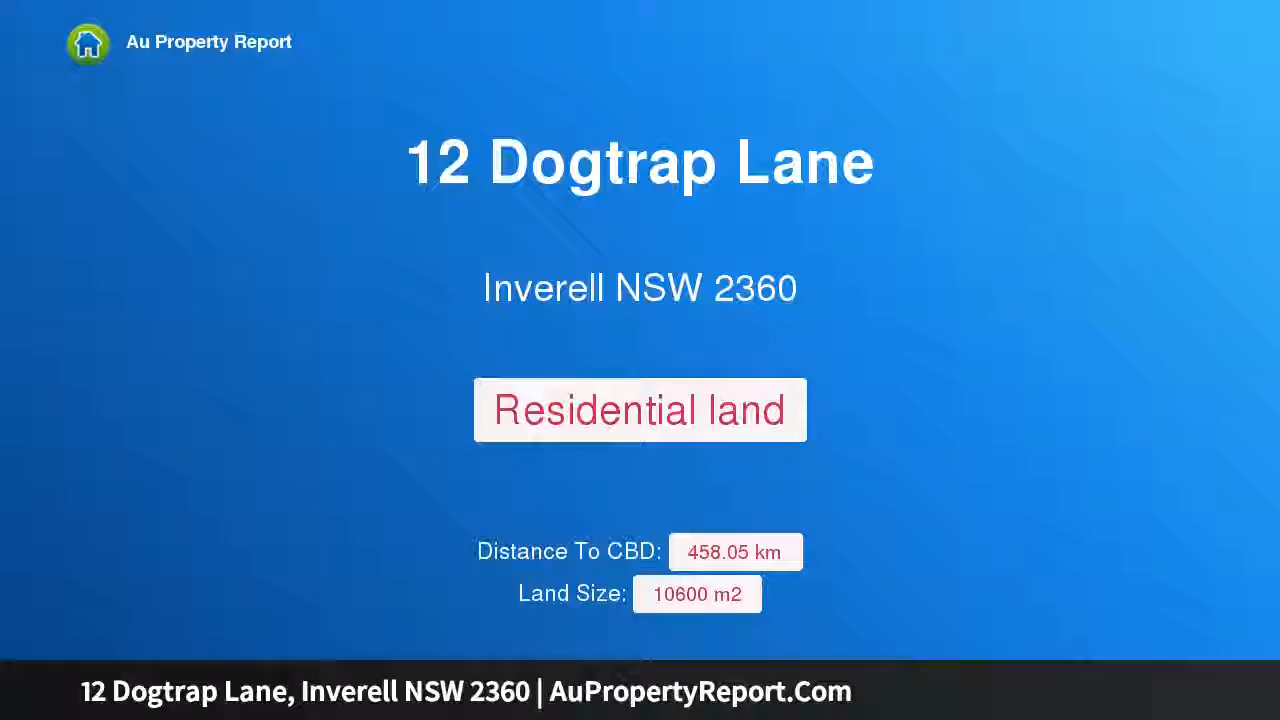 Au Property Report
12 Dogtrap Lane
Inverell NSW 2360
Residential land
Distance To CBD: 458.05 km
Land Size: 10600 m2
12 Dogtrap Lane, Inverell NSW 2360 | AuPropertyReport.Com